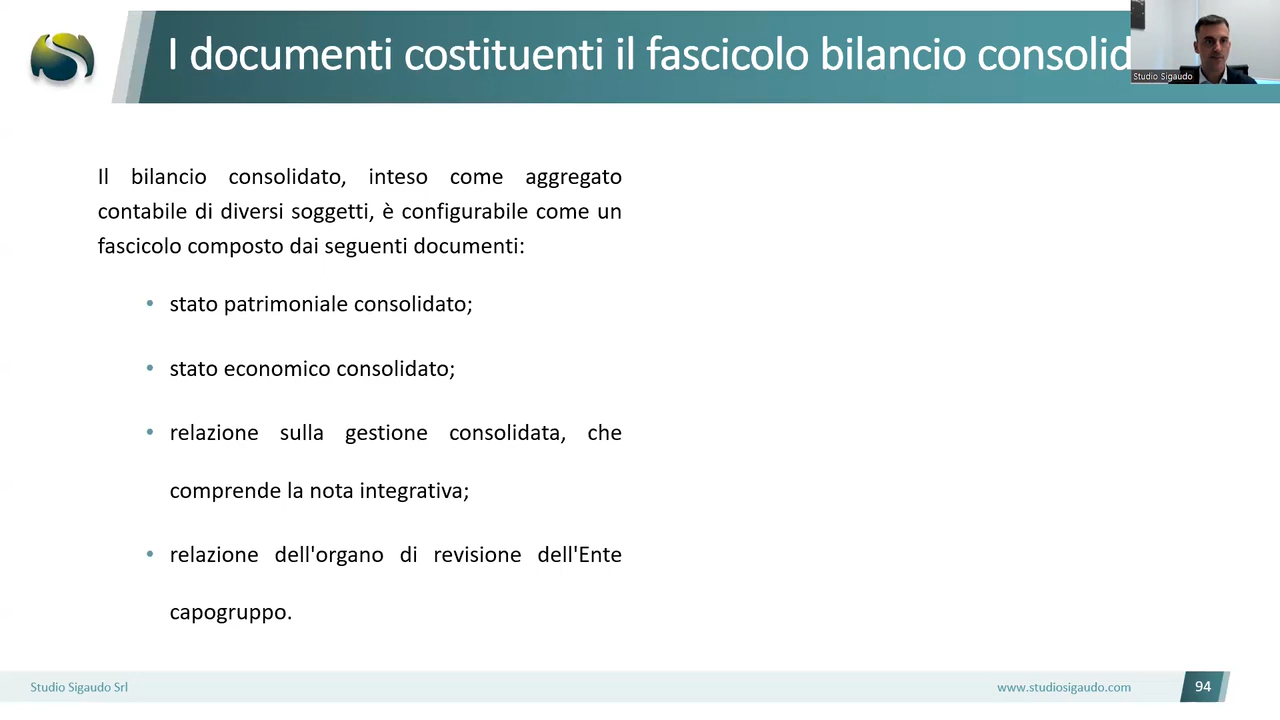 I documenti costituenti il fascicolo bilancio consolid
Studio Sigaudo
Il bilancio consolidato, inteso come aggregato
contabile di diversi soggetti, è configurabile come un
fascicolo composto dai seguenti documenti:
• stato patrimoniale consolidato;
• stato economico consolidato;
• relazione sulla gestione consolidata, che
comprende la nota integrativa;
• relazione dell'organo di revisione dell'Ente
capogruppo.
Studio Sigaudo Srl
www.studiosigaudo.com
94